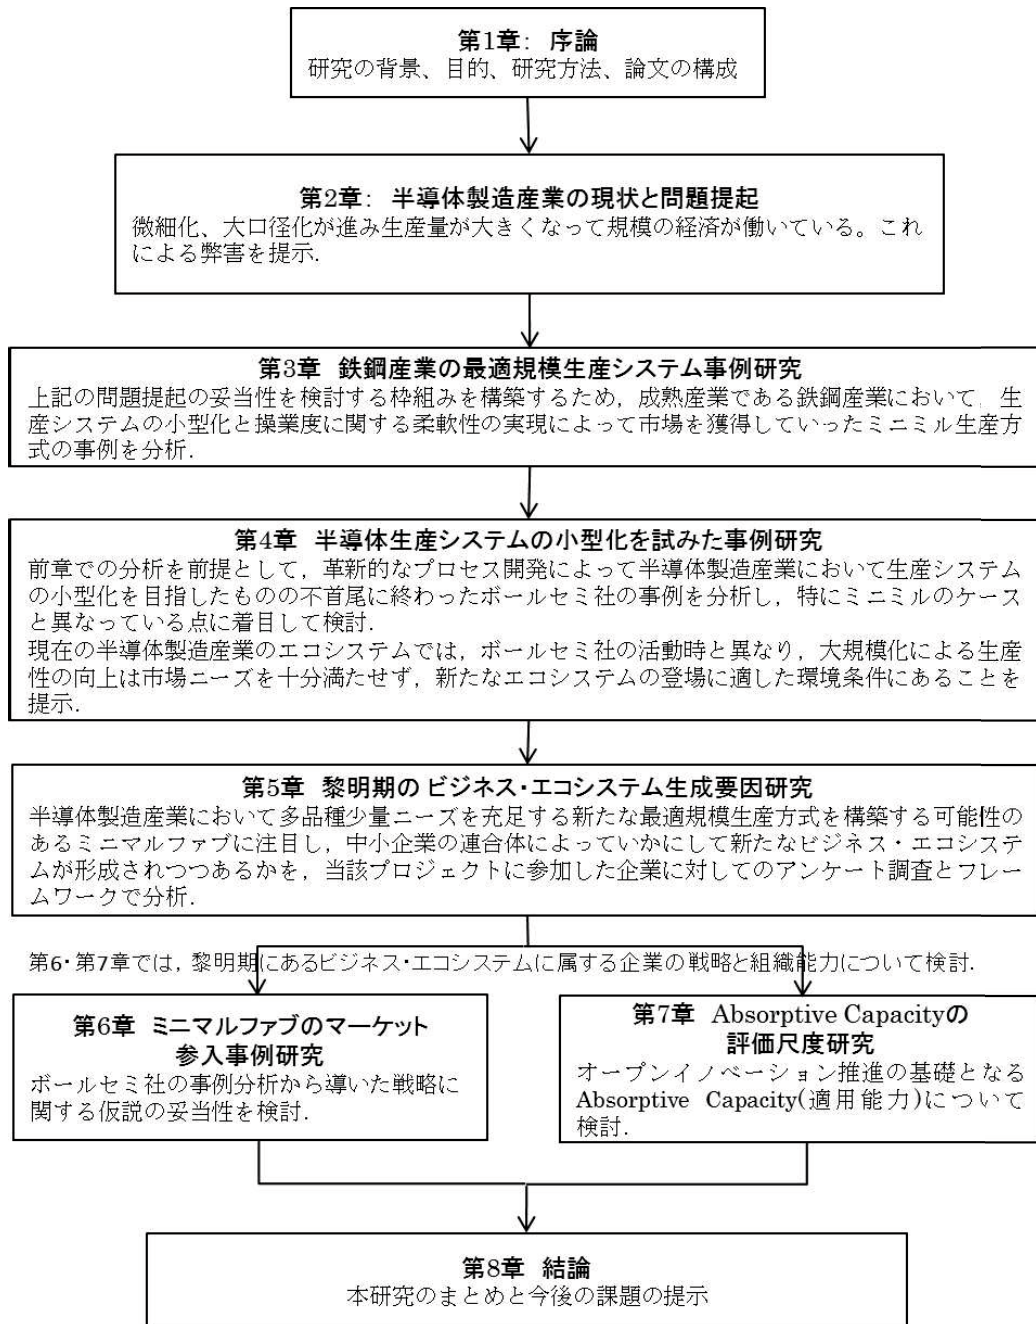 第1章： 序論
研究の背景、目的、研究方法、論文の構成
第2章： 半導体製造産業の現状と問題提起
微細化、大口径化が進み生産量が大きくなって規模の経済が働いている。これ
による弊害を提示.
第3章 鉄鋼産業の最適規模生産システム事例研究
上記の問題提起の妥当性を検討する枠組みを構築するため，成熟産業である鉄鋼産業において，生
産システムの小型化と操業度に関する柔軟性の実現によって市場を獲得していったミニミル生産方
式の事例を分析.
第4章 半導体生産システムの小型化を試みた事例研究
前章での分析を前提として，革新的なプロセス開発によって半導体製造産業において生産システム
の小型化を目指したものの不首尾に終わったボールセミ社の事例を分析し，特にミニミルのケース
と異なっている点に着目して検討.
現在の半導体製造産業のエコシステムでは，ボールセミ社の活動時と異なり，大規模化による生産
性の向上は市場ニーズを十分満たせず，新たなエコシステムの登場に適した環境条件にあることを
提示.
第5章 黎明期の ビジネス・エコシステム生成要因研究
半導体製造産業において多品種少量ニーズを充足する新たな最適規模生産方式を構築する可能性の
あるミニマルファブに注目し，中小企業の連合体によっていかにして新たなビジネス・エコシステ
ムが形成されつつあるかを，当該プロジェクトに参加した企業に対してのアンケート調査とフレー
ムワークで分析.
第6・第7章では，黎明期にあるビジネス・エコシステムに属する企業の戦略と組織能力について検討.
第6章 ミニマルファブのマーケット
参入事例研究
ボールセミ社の事例分析から導いた戦略に
関する仮説の妥当性を検討.
第7章 Absorptive Capacityの
評価尺度研究
オープンイノベーション推進の基礎となる
Absorptive Capacity(適用能力)について
検討.
第8章 結論
本研究のまとめと今後の課題の提示